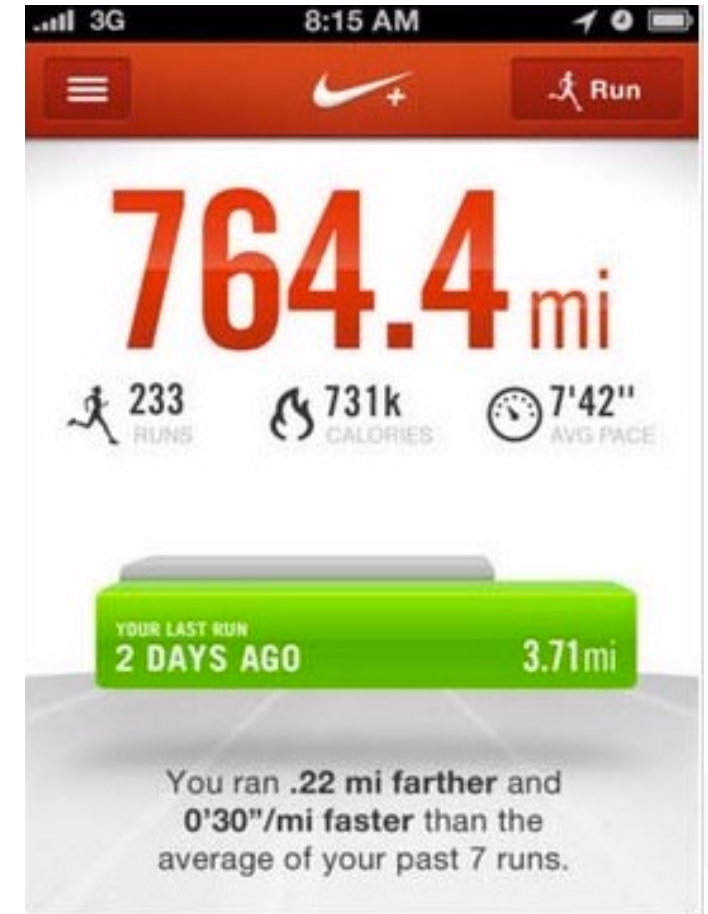 3G 8:15 AM
+ Run
764.4 mi
233 731k 7'42"
RUNS CALORIES AVG PACE
YOUR LAST RUN
2 DAYS AGO 3.71mi
You ran .22 mi farther and
0'30"/mi faster than the
average of your past 7 runs.